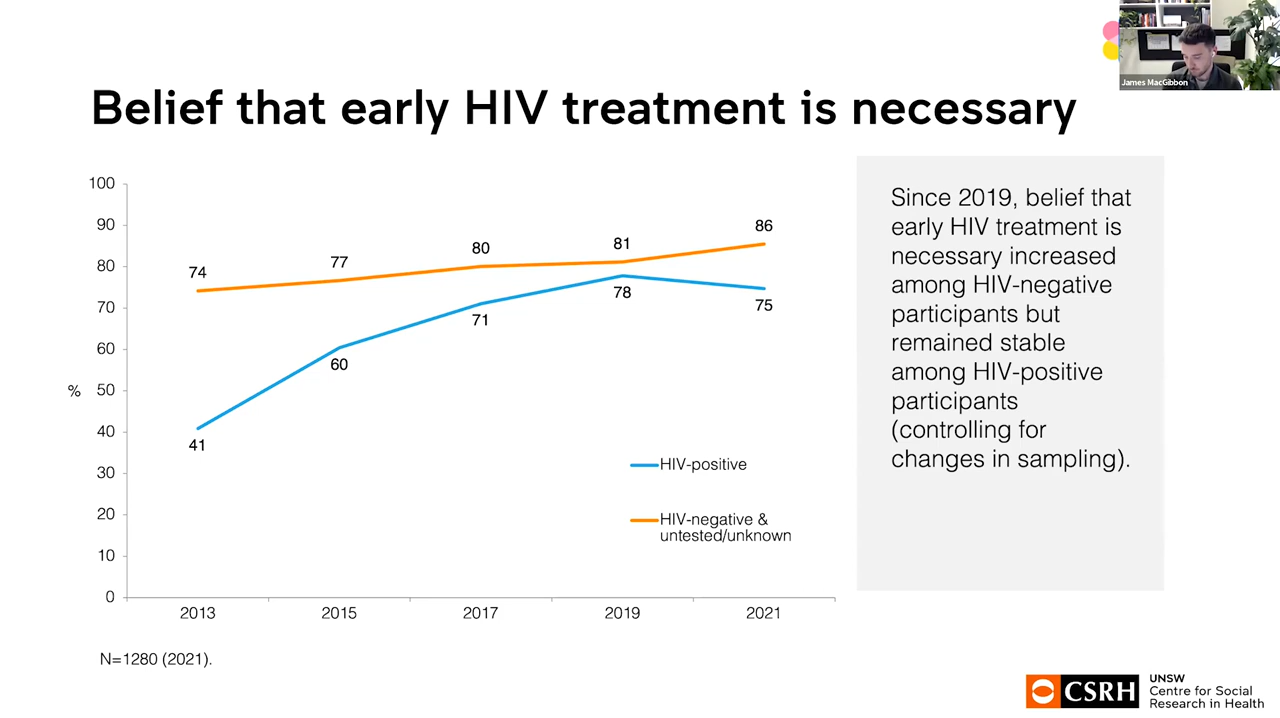 James MacGibbon
Belief that early HIV treatment is necessary
100
90
80
70
60
50
40
30
20
10
0
%
74
77
80
81
86
41
60
71
78
75
HIV-positive
HIV-negative &
untested/unknown
2013
2015
2017
2019
2021
N=1280 (2021).
Since 2019, belief that
early HIV treatment is
necessary increased
among HIV-negative
participants but
remained stable
among HIV-positive
participants
(controlling for
changes in sampling).
CSRH
UNSW
Centre for Social
Research in Health